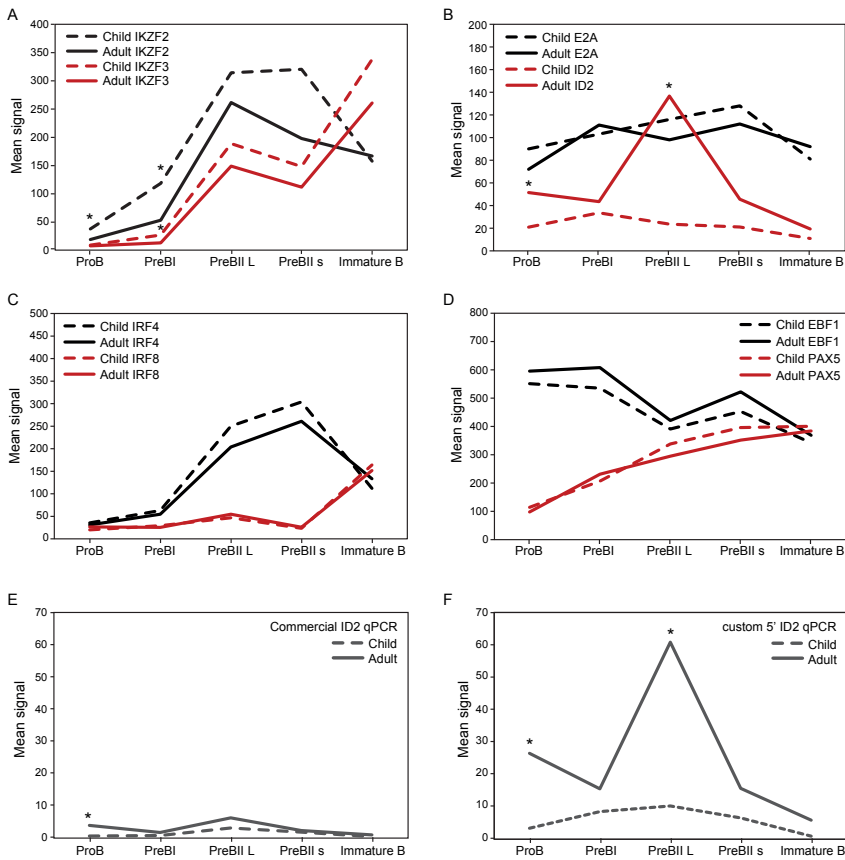 A
Mean signal
400
350
300
250
200
150
100
50
0
Child IKZF2
Adult IKZF2
Child IKZF3
Adult IKZF3
*
*
*
ProB PreBI PreBII L PreBII s Immature B
B
Mean signal
200
180
160
140
120
100
80
60
40
20
0
Child E2A
Adult E2A
Child ID2
Adult ID2
*
*
ProB PreBI PreBII L PreBII s Immature B
C
Mean signal
500
450
400
350
300
250
200
150
100
50
0
Child IRF4
Adult IRF4
Child IRF8
Adult IRF8
ProB PreBI PreBII L PreBII s Immature B
D
Mean signal
800
700
600
500
400
300
200
100
0
Child EBF1
Adult EBF1
Child PAX5
Adult PAX5
ProB PreBI PreBII L PreBII s Immature B
E
Mean signal
70
60
50
40
30
20
10
0
Commercial ID2 qPCR
Child
Adult
*
ProB PreBI PreBII L PreBII s Immature B
F
Mean signal
70
60
50
40
30
20
10
0
custom 5' ID2 qPCR
Child
Adult
*
*
ProB PreBI PreBII L PreBII s Immature B